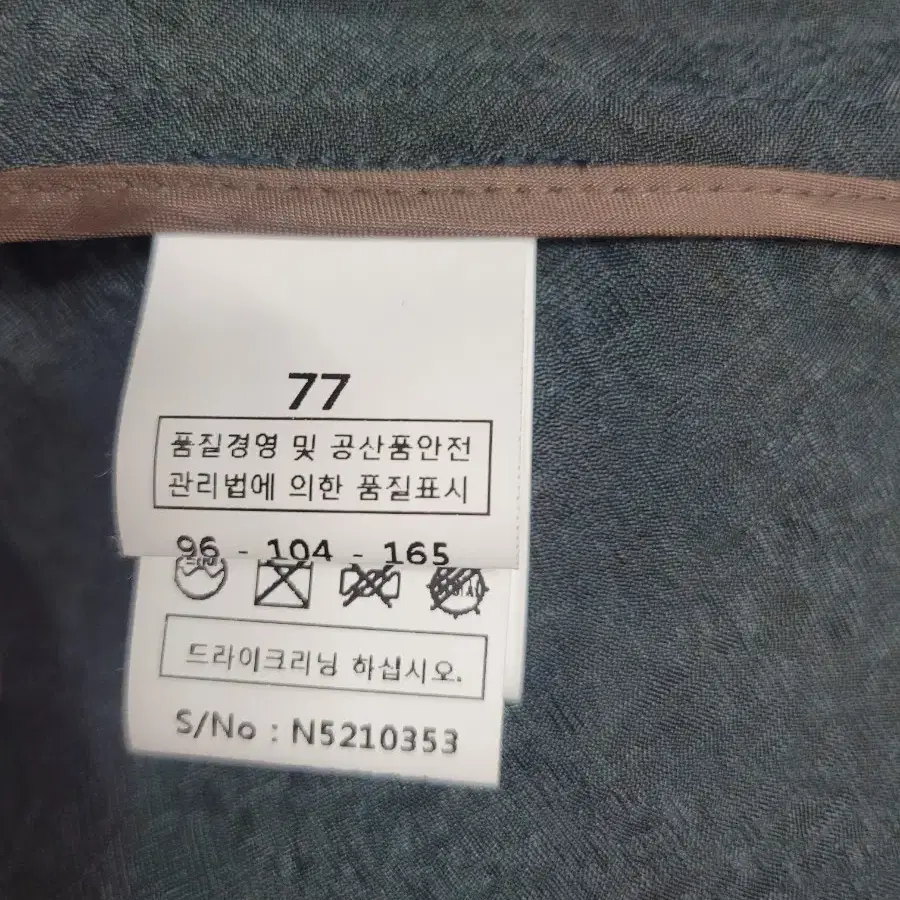 77
품질경영 및 공산품안전
관리법에 의한 품질표시
96 - 104 - 165
드라이크리닝 하십시오.
S/No : N5210353